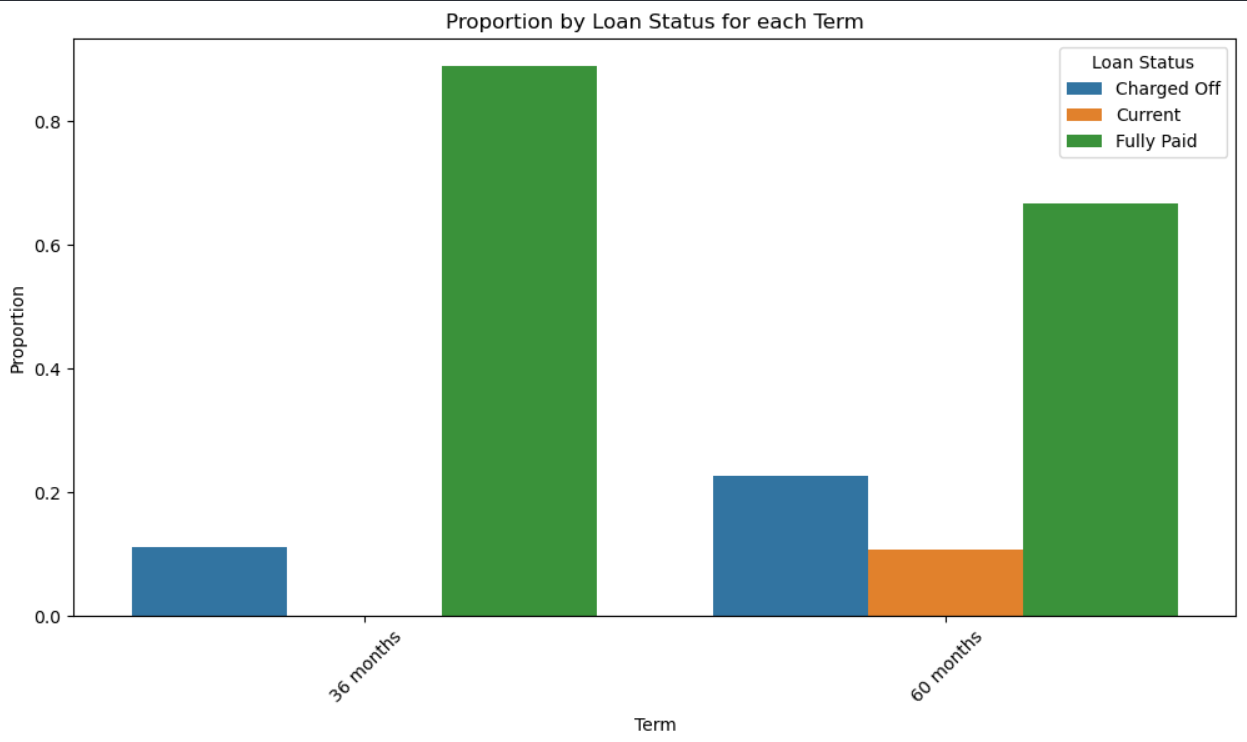 Proportion by Loan Status for each Term
Loan Status
Charged Off
Current
Fully Paid
Proportion
0.8
0.6
0.4
0.2
0.0
36 months
60 months
Term